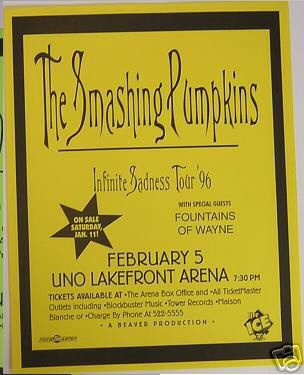 The Smashing Pumpkins
Infinite Sadness Tour '96
ON SALE
SATURDAY,
JAN. 11!
WITH SPECIAL GUESTS
FOUNTAINS
OF WAYNE
FEBRUARY 5
UNO LAKEFRONT ARENA 7:30 PM
TICKETS AVAILABLE AT •The Arena Box Office and •All TicketMaster
Outlets including •Blockbuster Music •Tower Records •Maison
Blanche or •Charge By Phone At 522-5555
• A BEAVER PRODUCTION •
TICKETMASTER